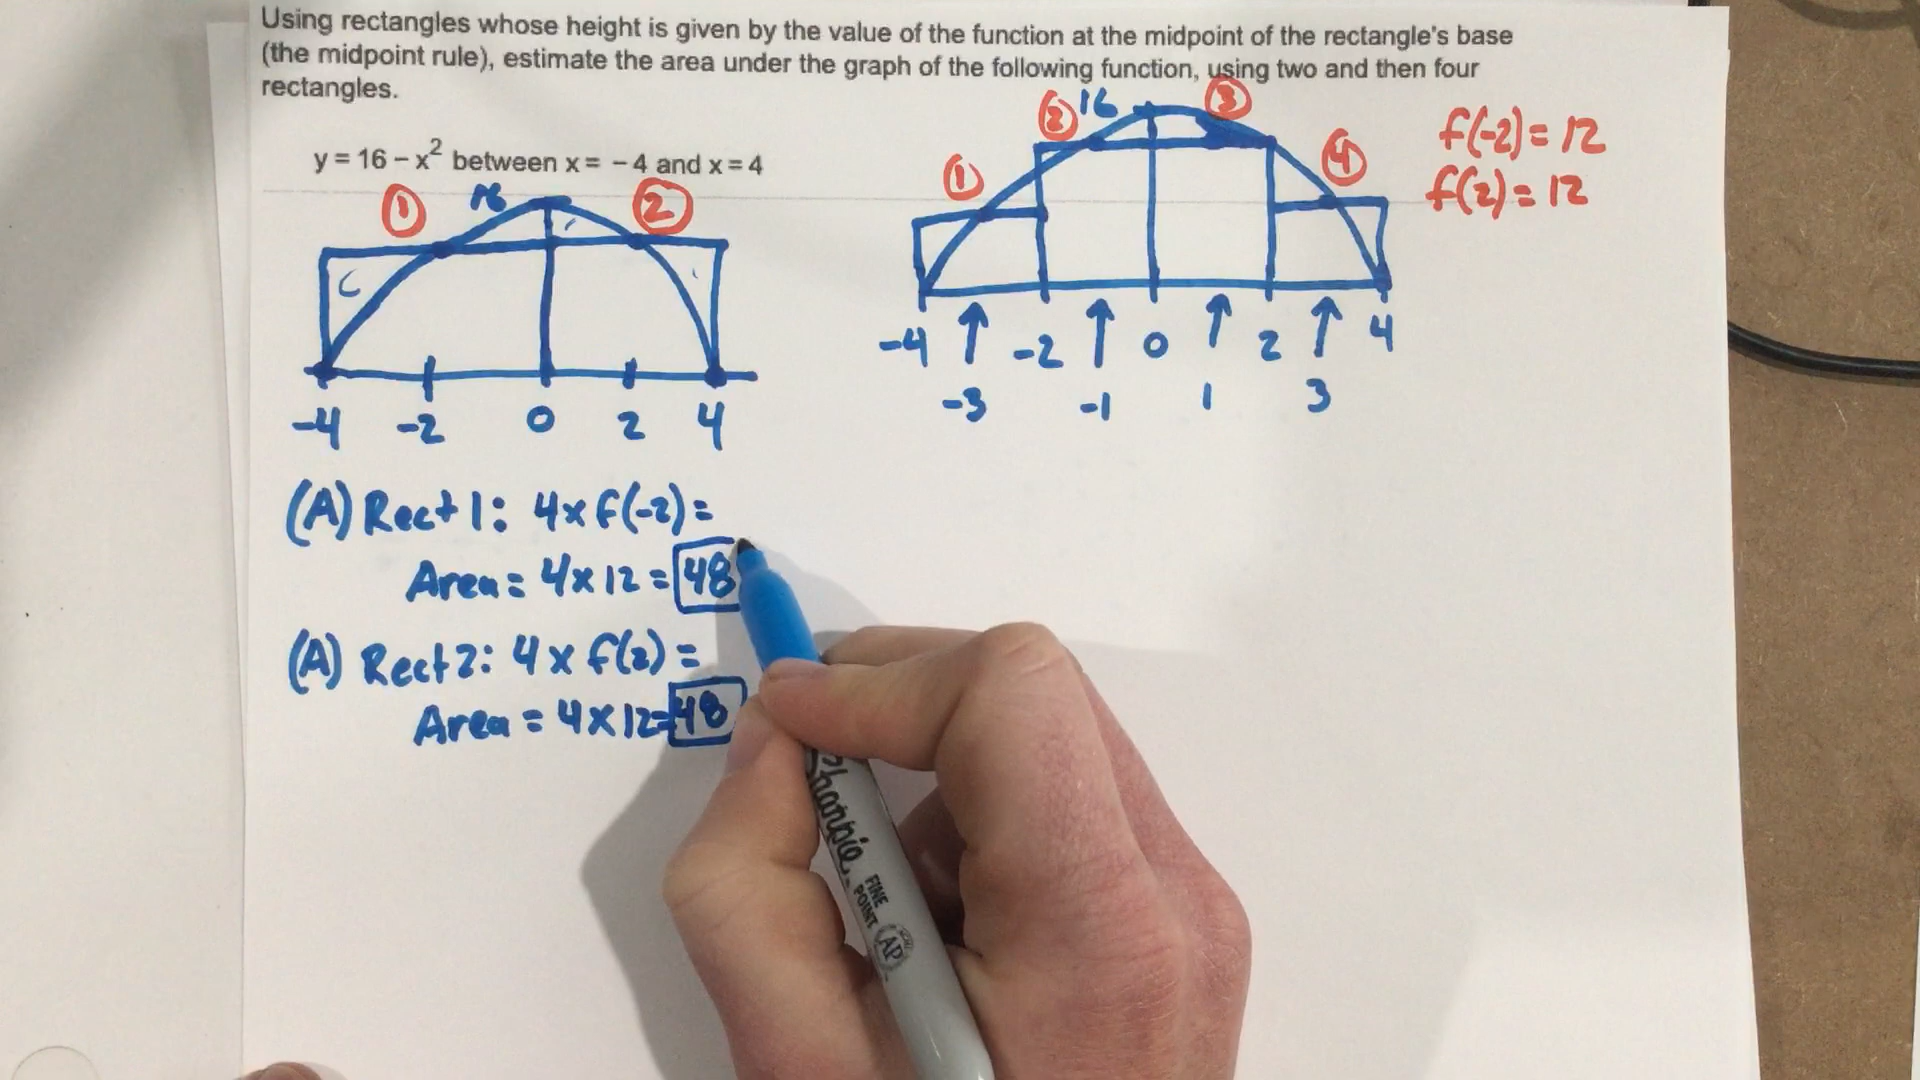 Using rectangles whose height is given by the value of the function at the midpoint of the rectangle's base
(the midpoint rule), estimate the area under the graph of the following function, using two and then four
rectangles.
y = 16 – x² between x = – 4 and x = 4
① 16 ②
-4 -2 0 2 4
① ② 16 ③ ④
-4 -2 0 2 4
-3 -1 1 3
f(-2) = 12
f(2) = 12
(A) Rect 1: 4 x f(-2) =
Area = 4 x 12 = 48
(A) Rect 2: 4 x f(2) =
Area = 4 x 12 = 48
Sharpie
FINE
POINT
AP